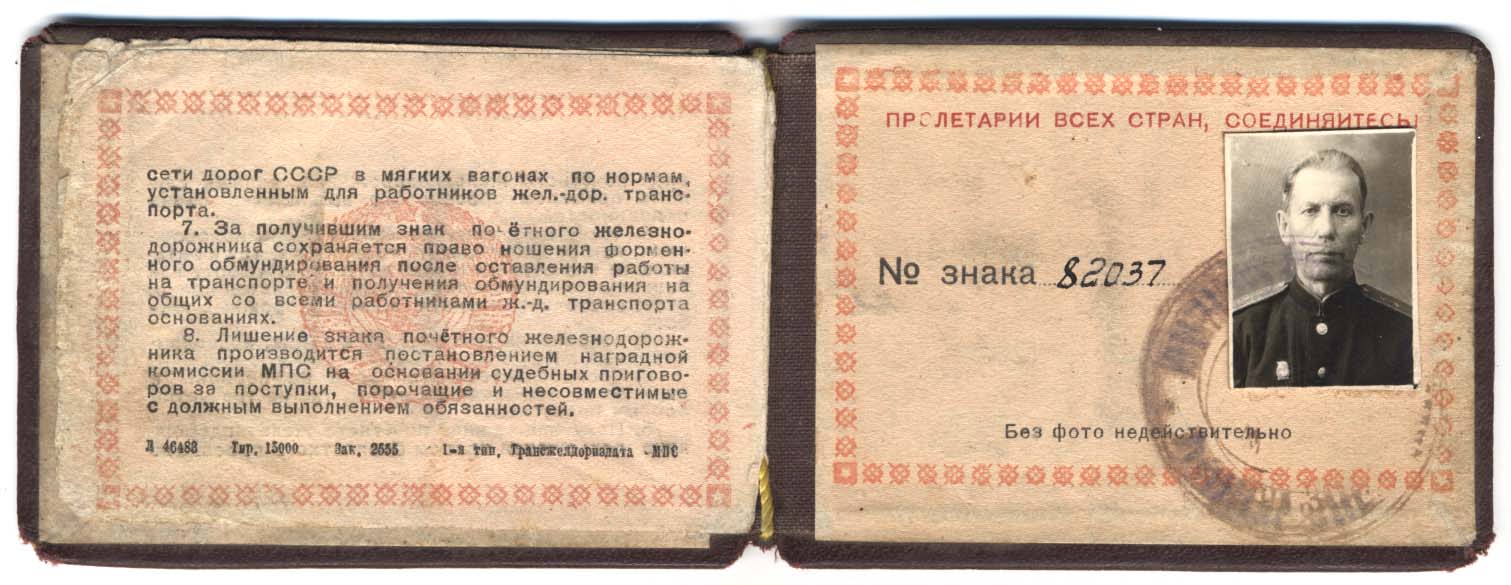 сети дорог СССР в мягких вагонах по нормам,
установленным для работников жел.-дор. транс-
порта.
7. За получившим знак почётного железно-
дорожника сохраняется право ношения формен-
ного обмундирования после оставления работы
на транспорте и получения обмундирования на
общих со всеми работниками ж.-д. транспорта
основаниях.
8. Лишение знака почётного железнодорож-
ника производится постановлением наградной
комиссии МПС на основании судебных пригово-
ров за поступки, порочащие и несовместимые
с должным выполнением обязанностей.
Л 46483 Тир. 15000 Зак. 2555 1-я тип. Трансжелдориздата МПС
ПРОЛЕТАРИИ ВСЕХ СТРАН, СОЕДИНЯЙТЕСЬ!
№ знака 82037
Без фото недействительно